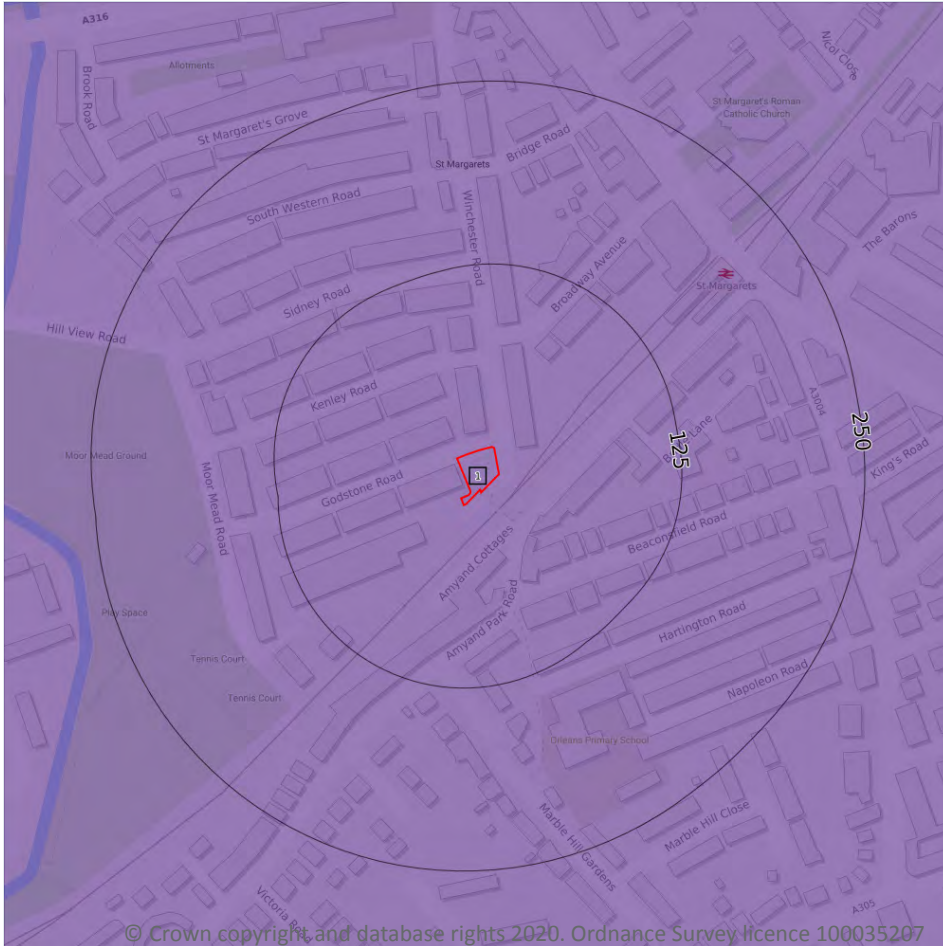 A316
Nicol Close
Allotments
Brook Road
St Margaret's Roman
Catholic Church
St Margaret's Grove
Bridge Road
St Margarets
South Western Road
Winchester Road
The Barons
Broadway Avenue
St Margarets
Sidney Road
Hill View Road
Kenley Road
A3004
125
250
King's Road
Moor Mead Ground
Lane
1
Godstone Road
Moor Mead Road
Beaconsfield Road
Amyand Cottages
Play Space
Amyand Park Road
Hartington Road
Tennis Court
Napoleon Road
Tennis Court
Orleans Primary School
Marble Hill Gardens
Marble Hill Close
Victoria
A305
© Crown copyright and database rights 2020. Ordnance Survey licence 100035207